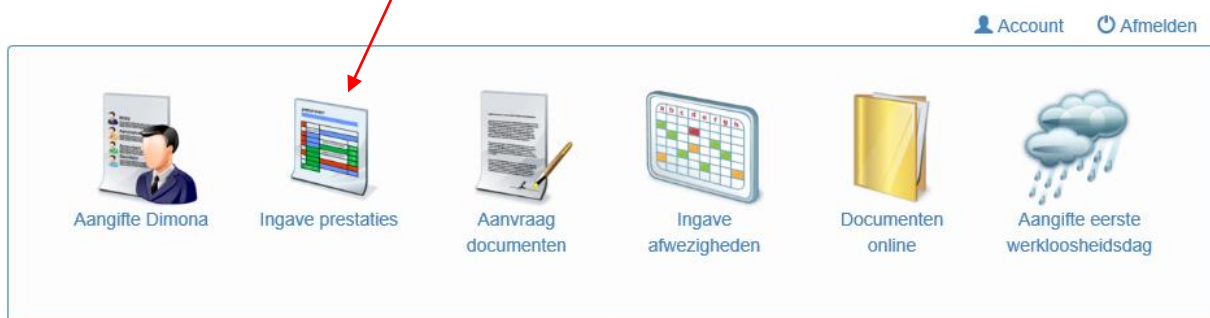 Account Afmelden
Aangifte Dimona
Ingave prestaties
Aanvraag
documenten
Ingave
afwezigheden
Documenten
online
Aangifte eerste
werkloosheidsdag